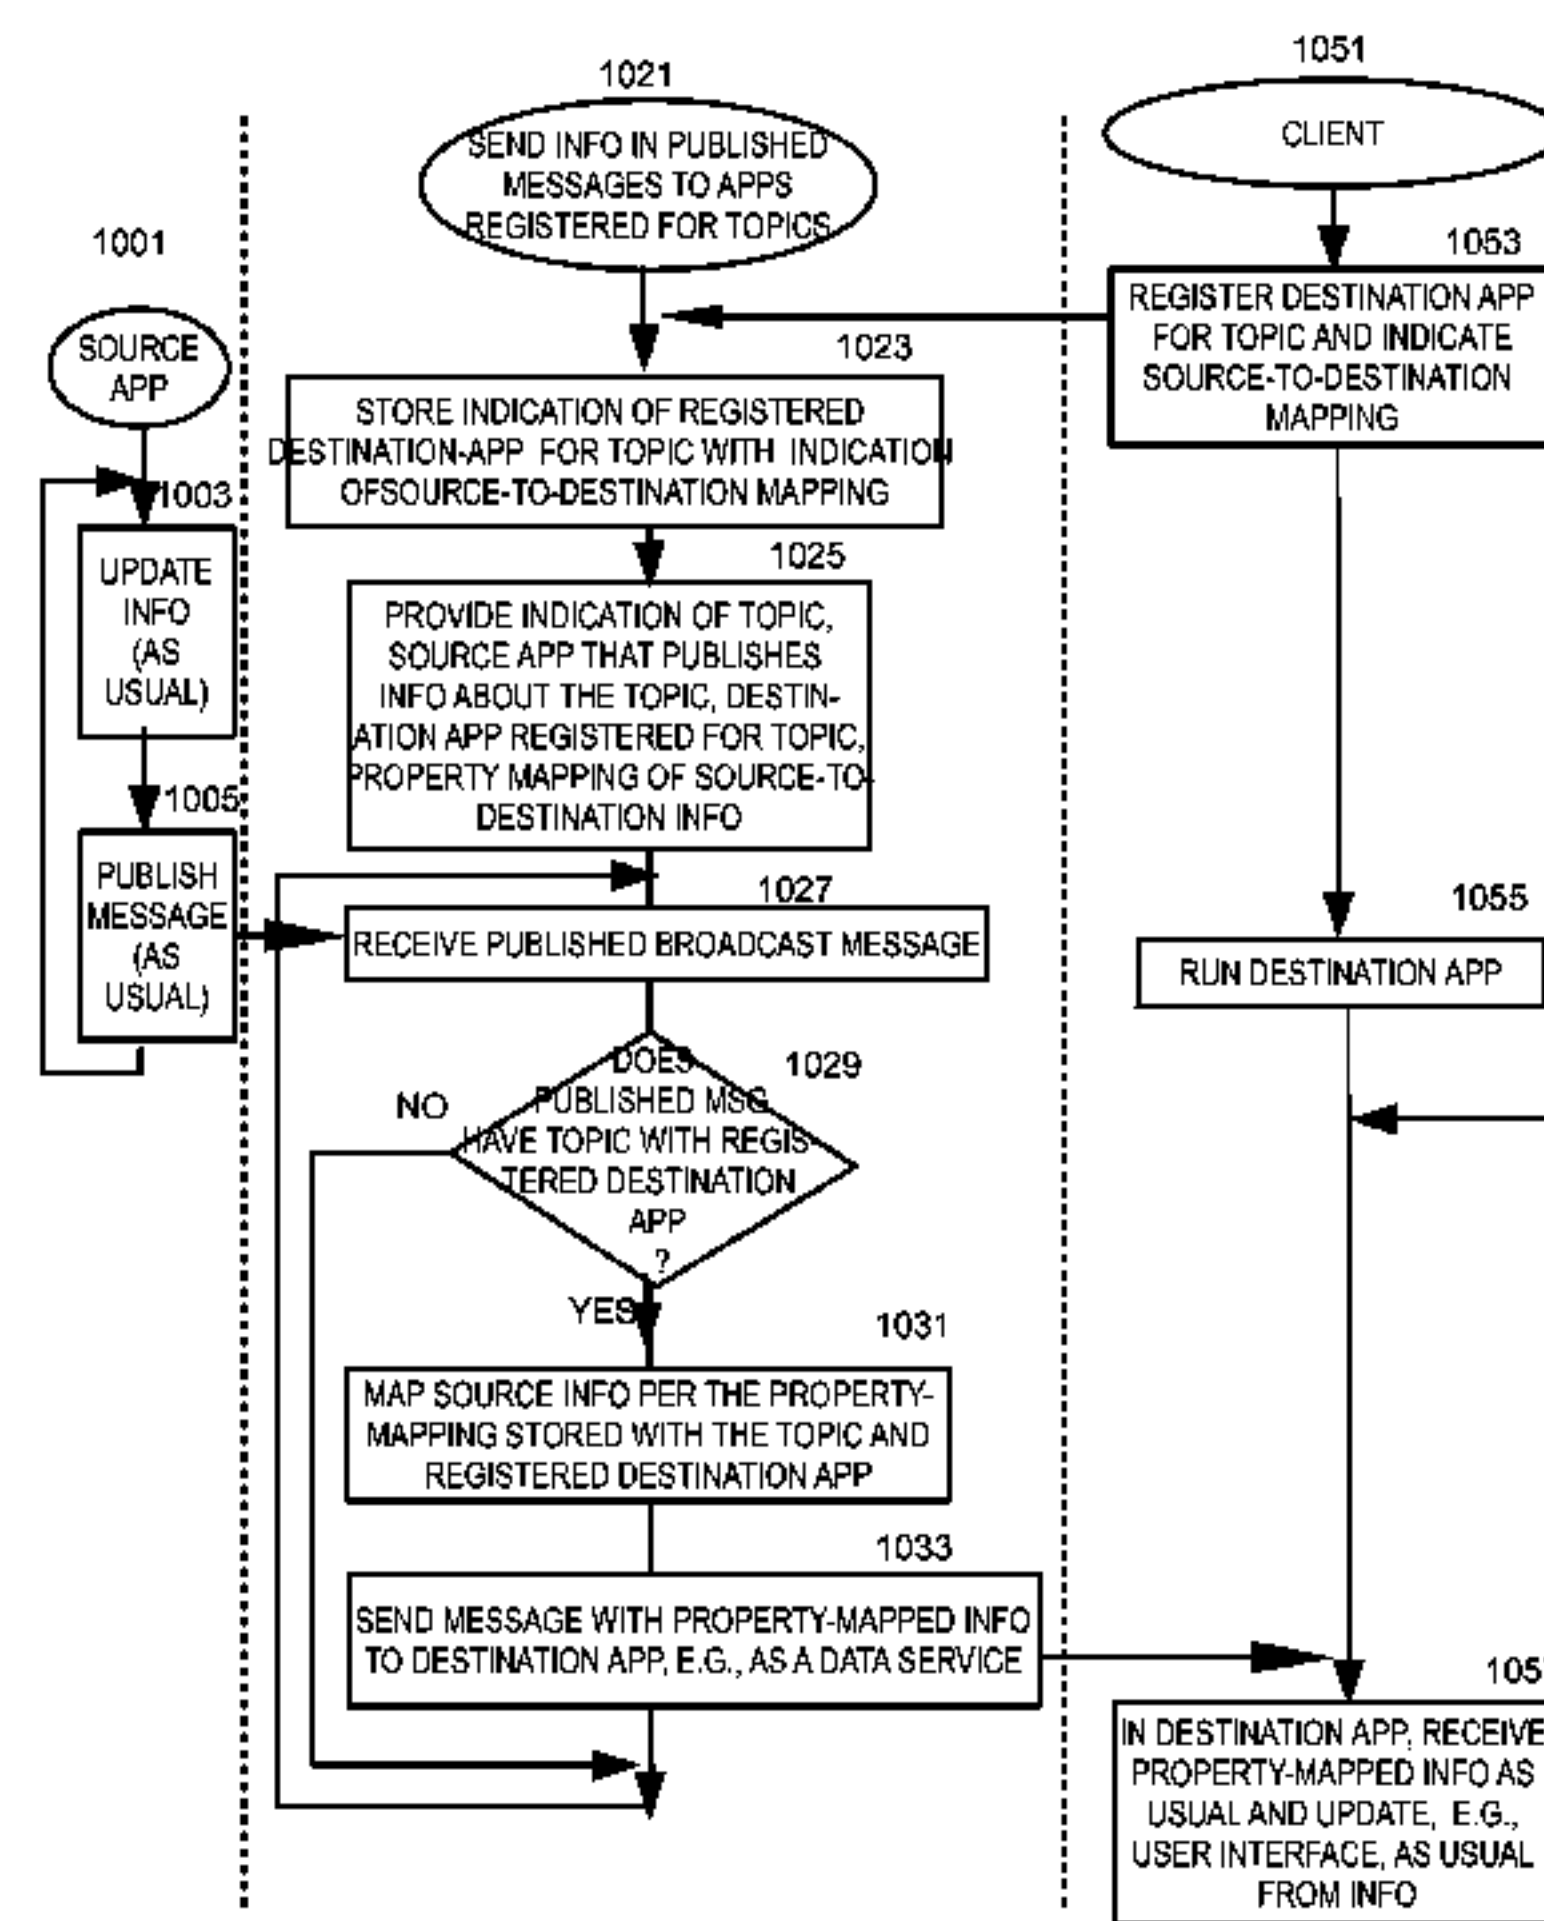 1001
SOURCE
APP
1003
UPDATE
INFO
(AS
USUAL)
1005
PUBLISH
MESSAGE
(AS
USUAL)
1021
SEND INFO IN PUBLISHED
MESSAGES TO APPS
REGISTERED FOR TOPICS
1023
STORE INDICATION OF REGISTERED
DESTINATION-APP FOR TOPIC WITH INDICATION
OFSOURCE-TO-DESTINATION MAPPING
1025
PROVIDE INDICATION OF TOPIC,
SOURCE APP THAT PUBLISHES
INFO ABOUT THE TOPIC, DESTIN-
ATION APP REGISTERED FOR TOPIC,
PROPERTY MAPPING OF SOURCE-TO-
DESTINATION INFO
1027
RECEIVE PUBLISHED BROADCAST MESSAGE
1029
DOES
PUBLISHED MSG
HAVE TOPIC WITH REGIS-
TERED DESTINATION
APP
?
NO
YES
1031
MAP SOURCE INFO PER THE PROPERTY-
MAPPING STORED WITH THE TOPIC AND
REGISTERED DESTINATION APP
1033
SEND MESSAGE WITH PROPERTY-MAPPED INFO
TO DESTINATION APP, E.G., AS A DATA SERVICE
1051
CLIENT
1053
REGISTER DESTINATION APP
FOR TOPIC AND INDICATE
SOURCE-TO-DESTINATION
MAPPING
1055
RUN DESTINATION APP
IN DESTINATION APP, RECEIVE
PROPERTY-MAPPED INFO AS
USUAL AND UPDATE, E.G.,
USER INTERFACE, AS USUAL
FROM INFO